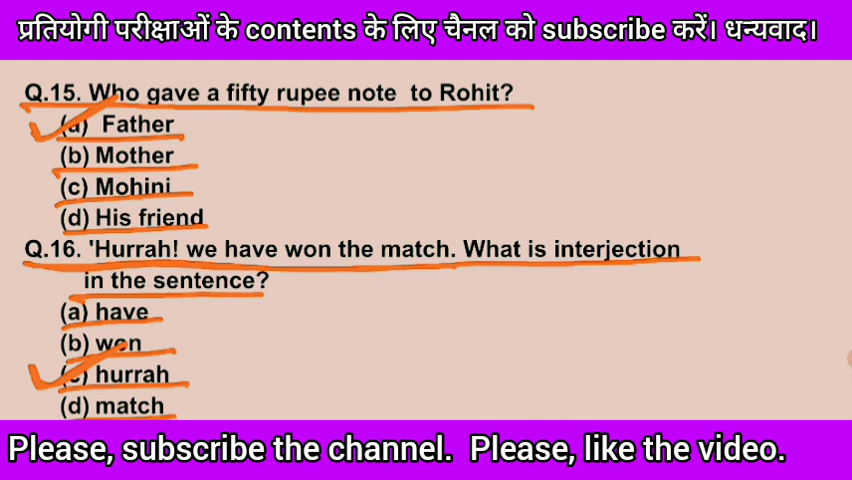 प्रतियोगी परीक्षाओं के contents के लिए चैनल को subscribe करें। धन्यवाद।
Q.15. Who gave a fifty rupee note to Rohit?
(a) Father
(b) Mother
(c) Mohini
(d) His friend
Q.16. 'Hurrah! we have won the match. What is interjection
in the sentence?
(a) have
(b) won
(c) hurrah
(d) match
Please, subscribe the channel. Please, like the video.